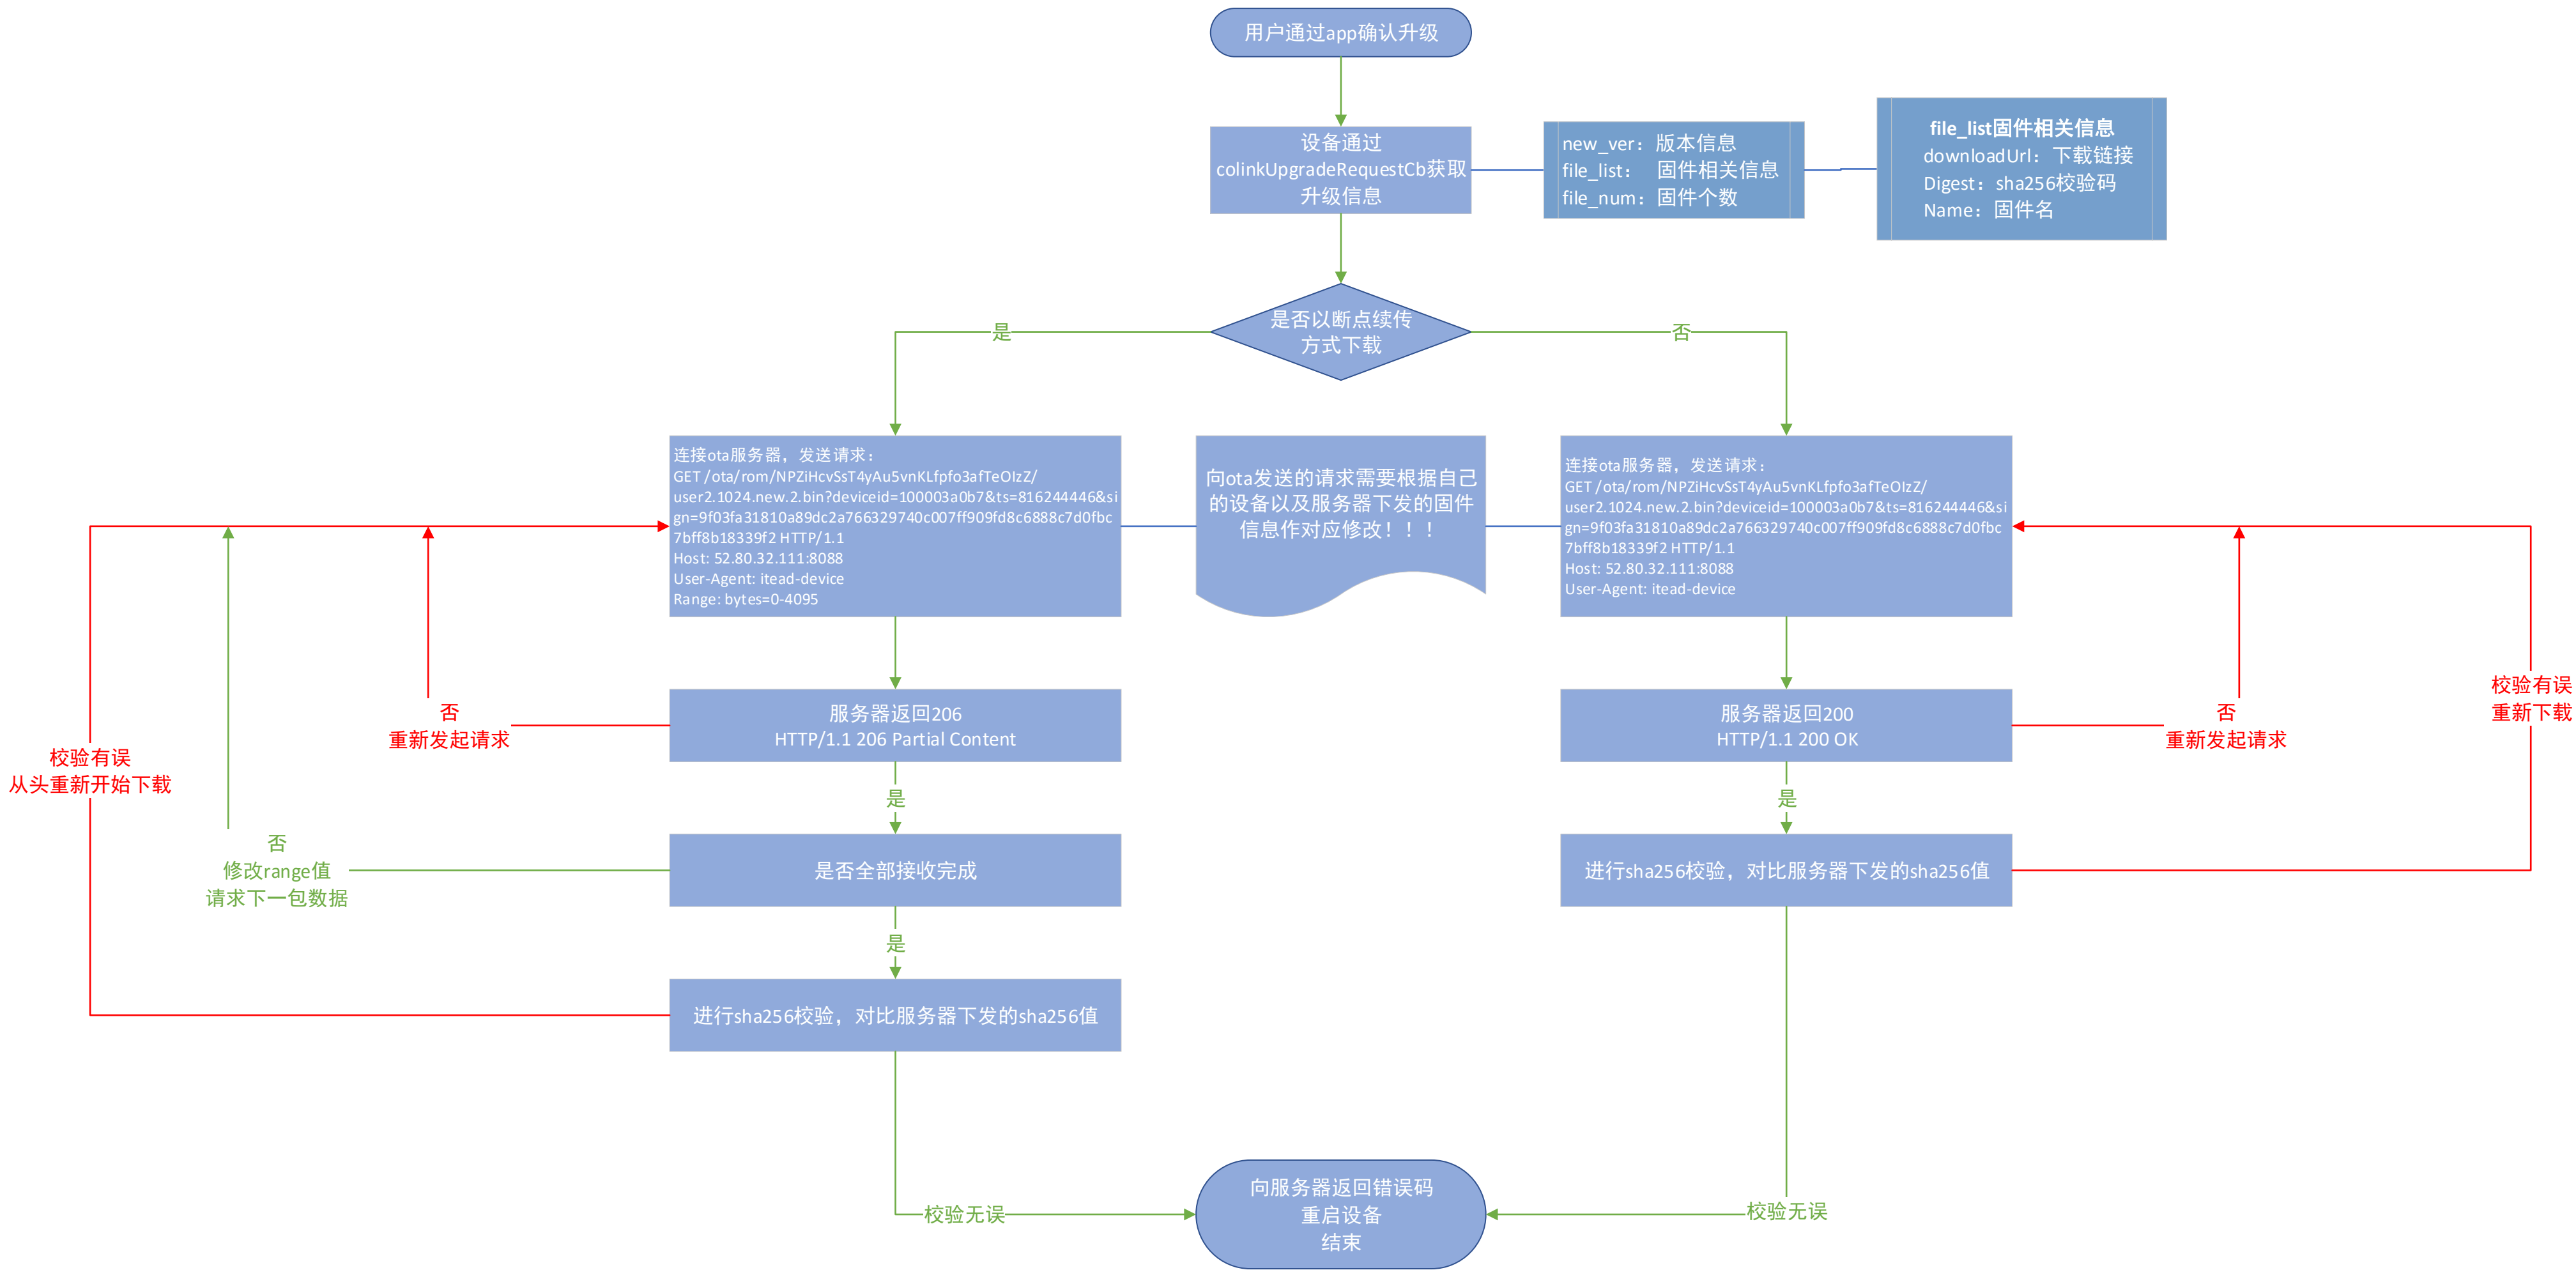 用户通过app确认升级
设备通过
colinkUpgradeRequestCb获取
升级信息
new_ver：版本信息
file_list：  固件相关信息
file_num：固件个数
file_list固件相关信息
downloadUrl：下载链接
Digest：sha256校验码
Name：固件名
是否以断点续传
方式下载
是
否
连接ota服务器，发送请求：
GET /ota/rom/NPZiHcvSsT4yAu5vnKLfpfo3afTeOIzZ/
user2.1024.new.2.bin?deviceid=100003a0b7&ts=816244446&si
gn=9f03fa31810a89dc2a766329740c007ff909fd8c6888c7d0fbc
7bff8b18339f2 HTTP/1.1
Host: 52.80.32.111:8088
User-Agent: itead-device
Range: bytes=0-4095
向ota发送的请求需要根据自己
的设备以及服务器下发的固件
信息作对应修改！！！
连接ota服务器，发送请求：
GET /ota/rom/NPZiHcvSsT4yAu5vnKLfpfo3afTeOIzZ/
user2.1024.new.2.bin?deviceid=100003a0b7&ts=816244446&si
gn=9f03fa31810a89dc2a766329740c007ff909fd8c6888c7d0fbc
7bff8b18339f2 HTTP/1.1
Host: 52.80.32.111:8088
User-Agent: itead-device
否
重新发起请求
服务器返回206
HTTP/1.1 206 Partial Content
服务器返回200
HTTP/1.1 200 OK
否
重新发起请求
校验有误
重新下载
校验有误
从头重新开始下载
是
是
否
修改range值
请求下一包数据
是否全部接收完成
进行sha256校验，对比服务器下发的sha256值
是
进行sha256校验，对比服务器下发的sha256值
校验无误
向服务器返回错误码
重启设备
结束
校验无误